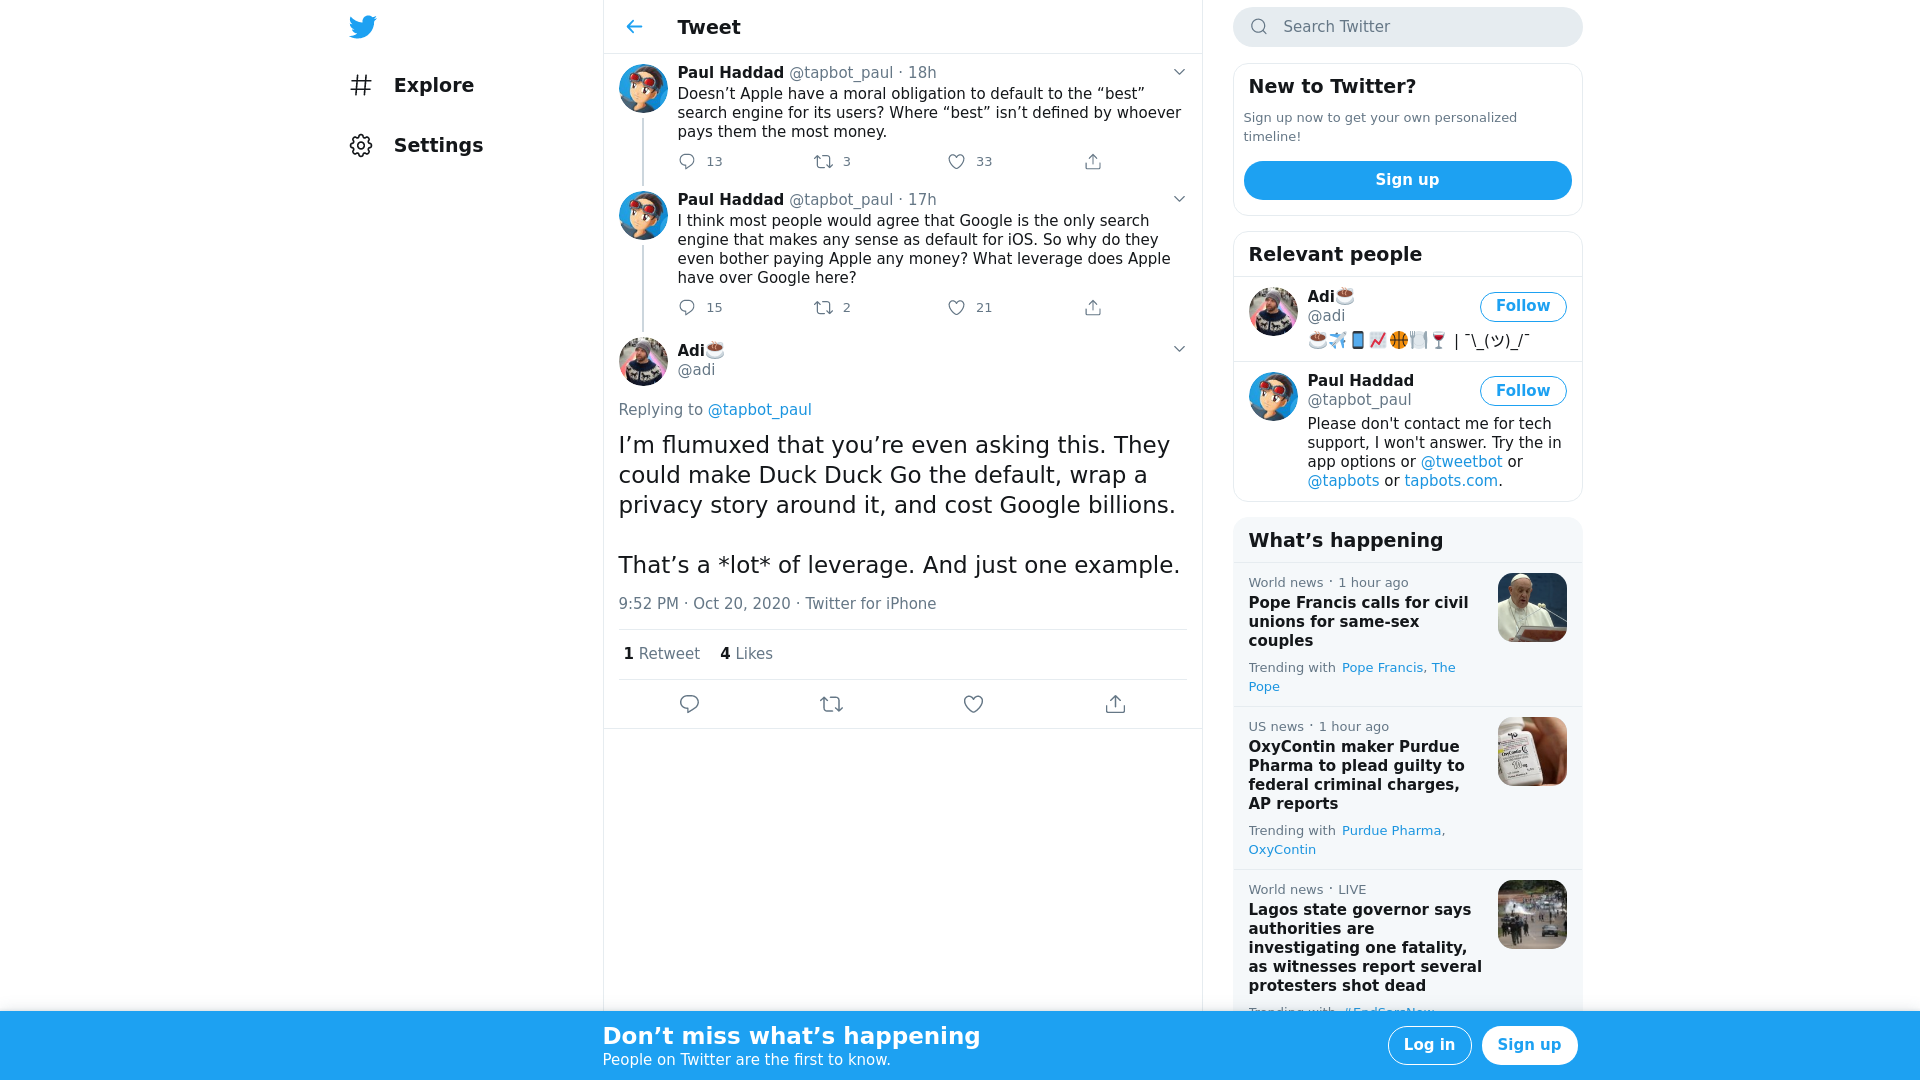 Explore
Settings
Tweet
Paul Haddad @tapbot_paul · 18h
Doesn’t Apple have a moral obligation to default to the “best”
search engine for its users? Where “best” isn’t defined by whoever
pays them the most money.
13 3 33
Paul Haddad @tapbot_paul · 17h
I think most people would agree that Google is the only search
engine that makes any sense as default for iOS. So why do they
even bother paying Apple any money? What leverage does Apple
have over Google here?
15 2 21
Adi☕
@adi
Replying to @tapbot_paul
I’m flumuxed that you’re even asking this. They
could make Duck Duck Go the default, wrap a
privacy story around it, and cost Google billions.
That’s a *lot* of leverage. And just one example.
9:52 PM · Oct 20, 2020 · Twitter for iPhone
1 Retweet 4 Likes
Search Twitter
New to Twitter?
Sign up now to get your own personalized
timeline!
Sign up
Relevant people
Adi☕
Follow
@adi
☕✈️📱📈🏀🍽️🍷 | ¯\_(ツ)_/¯
Paul Haddad
Follow
@tapbot_paul
Please don't contact me for tech
support, I won't answer. Try the in
app options or @tweetbot or
@tapbots or tapbots.com.
What’s happening
World news · 1 hour ago
Pope Francis calls for civil
unions for same-sex
couples
Trending with Pope Francis, The
Pope
US news · 1 hour ago
OxyContin maker Purdue
Pharma to plead guilty to
federal criminal charges,
AP reports
Trending with Purdue Pharma,
OxyContin
World news · LIVE
Lagos state governor says
authorities are
investigating one fatality,
as witnesses report several
protesters shot dead
Don’t miss what’s happening
People on Twitter are the first to know.
Log in
Sign up